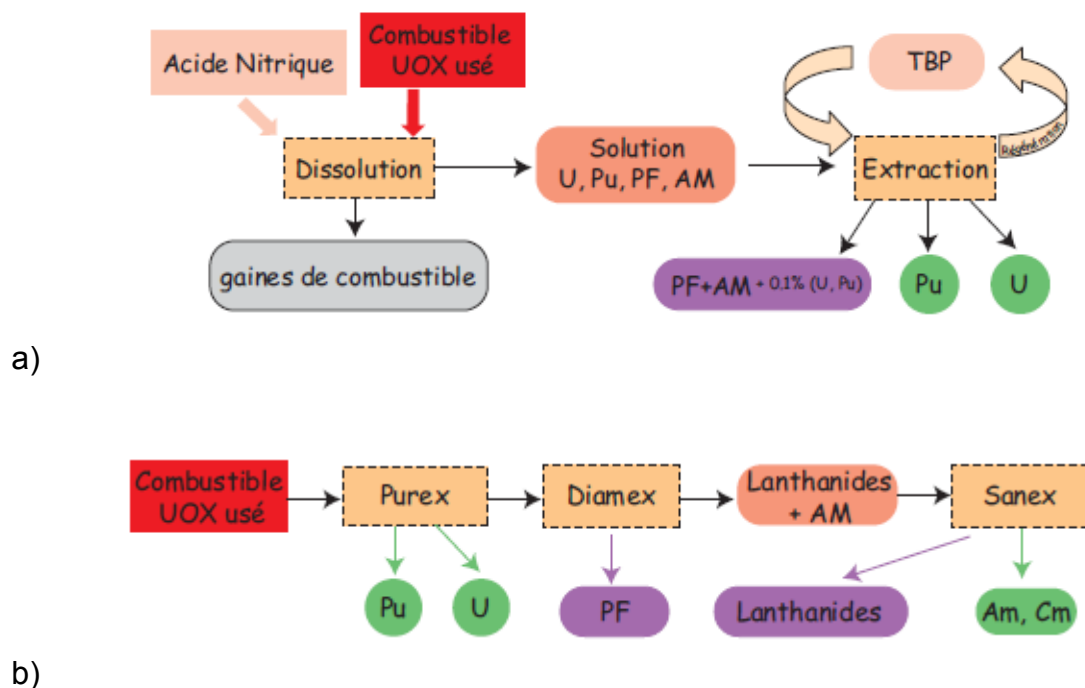 Acide Nitrique
Combustible
UOX usé
TBP
Régénération
Dissolution
Solution
U, Pu, PF, AM
Extraction
gaines de combustible
PF+AM + 0.1% (U, Pu)
Pu
U
a)
Combustible
UOX usé
Purex
Diamex
Lanthanides
+ AM
Sanex
Pu
U
PF
Lanthanides
Am, Cm
b)